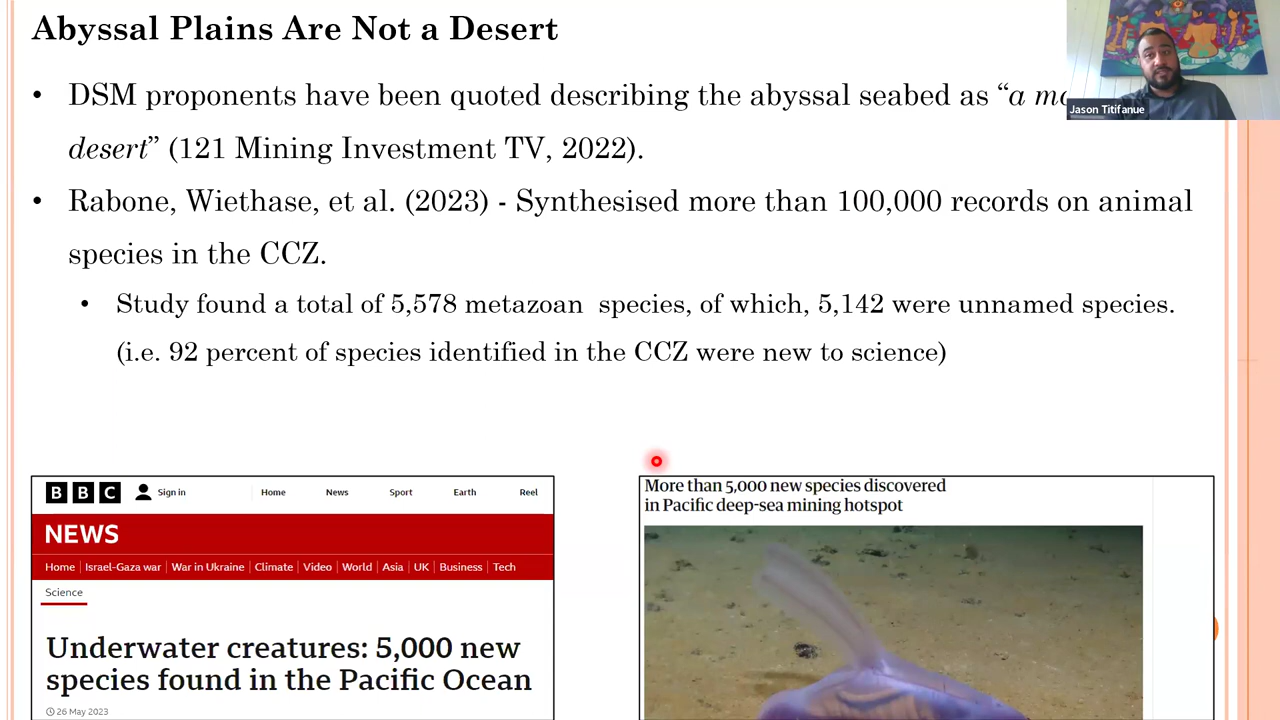 Abyssal Plains Are Not a Desert
• DSM proponents have been quoted describing the abyssal seabed as “a
desert” (121 Mining Investment TV, 2022).
Jason Titifanue
• Rabone, Wiethase, et al. (2023) - Synthesised more than 100,000 records on animal
species in the CCZ.
• Study found a total of 5,578 metazoan species, of which, 5,142 were unnamed species.
(i.e. 92 percent of species identified in the CCZ were new to science)
BBC Sign in Home News Sport Earth Reel
NEWS
Home Israel-Gaza war War in Ukraine Climate Video World Asia UK Business Tech
Science
Underwater creatures: 5,000 new
species found in the Pacific Ocean
26 May 2023
More than 5,000 new species discovered
in Pacific deep-sea mining hotspot